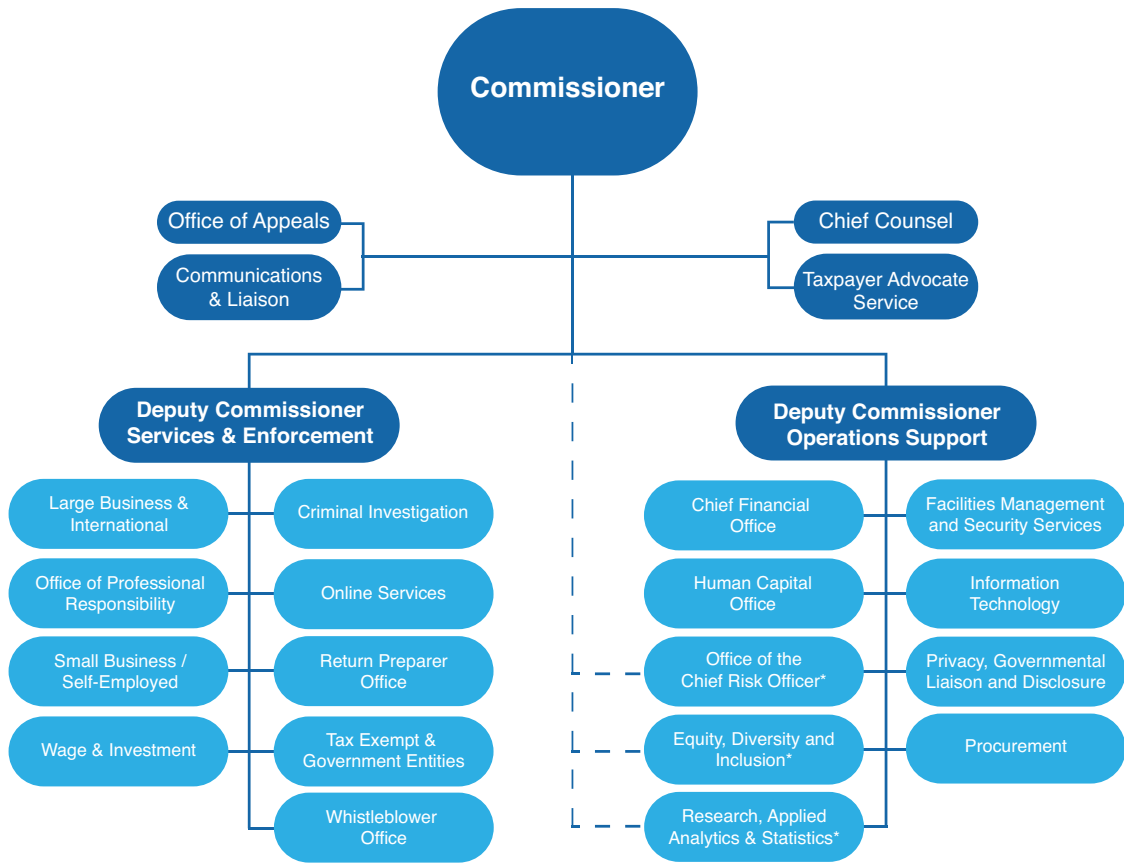 Commissioner
Office of Appeals
Communications
& Liaison
Chief Counsel
Taxpayer Advocate
Service
Deputy Commissioner
Services & Enforcement
Large Business &
International
Criminal Investigation
Office of Professional
Responsibility
Online Services
Small Business /
Self-Employed
Return Preparer
Office
Wage & Investment
Tax Exempt &
Government Entities
Whistleblower
Office
Deputy Commissioner
Operations Support
Chief Financial
Office
Facilities Management
and Security Services
Human Capital
Office
Information
Technology
Office of the
Chief Risk Officer*
Privacy, Governmental
Liaison and Disclosure
Equity, Diversity and
Inclusion*
Procurement
Research, Applied
Analytics & Statistics*